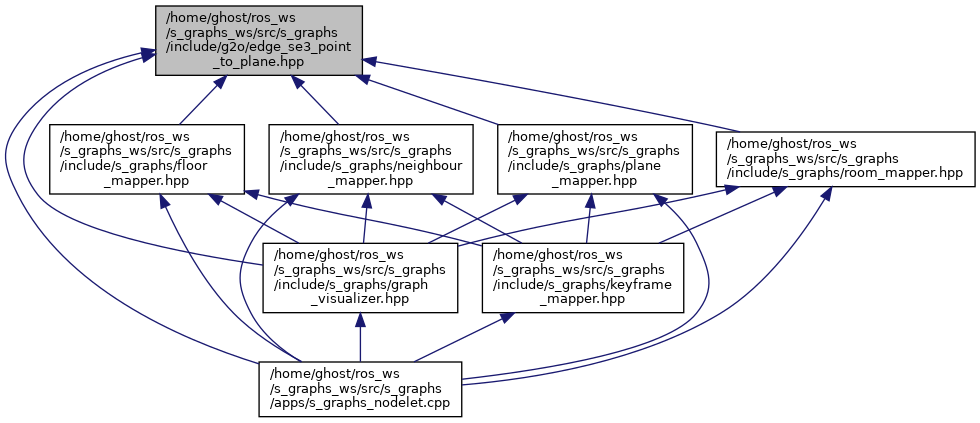 /home/ghost/ros_ws
/s_graphs_ws/src/s_graphs
/include/g2o/edge_se3_point
_to_plane.hpp
/home/ghost/ros_ws
/s_graphs_ws/src/s_graphs
/include/s_graphs/floor
_mapper.hpp
/home/ghost/ros_ws
/s_graphs_ws/src/s_graphs
/include/s_graphs/neighbour
_mapper.hpp
/home/ghost/ros_ws
/s_graphs_ws/src/s_graphs
/include/s_graphs/plane
_mapper.hpp
/home/ghost/ros_ws
/s_graphs_ws/src/s_graphs
/include/s_graphs/room_mapper.hpp
/home/ghost/ros_ws
/s_graphs_ws/src/s_graphs
/include/s_graphs/graph
_visualizer.hpp
/home/ghost/ros_ws
/s_graphs_ws/src/s_graphs
/include/s_graphs/keyframe
_mapper.hpp
/home/ghost/ros_ws
/s_graphs_ws/src/s_graphs
/apps/s_graphs_nodelet.cpp